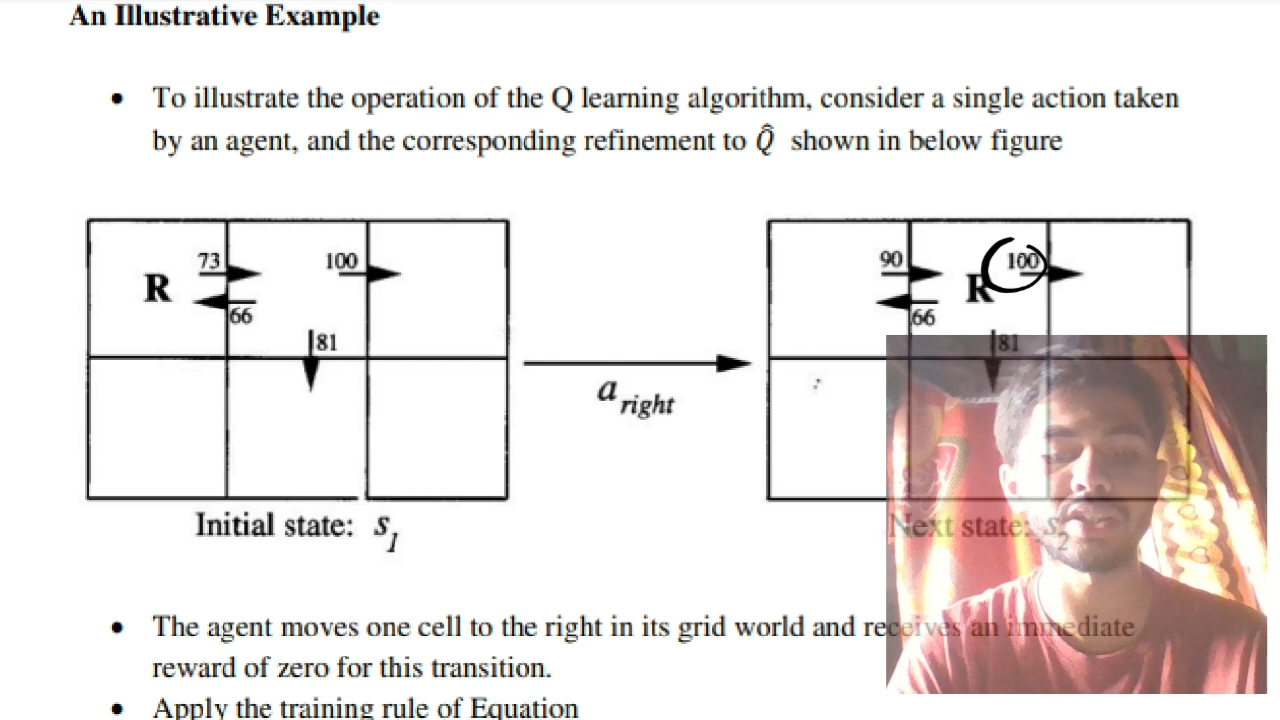 An Illustrative Example
• To illustrate the operation of the Q learning algorithm, consider a single action taken
by an agent, and the corresponding refinement to Q̂ shown in below figure
73 100 90 100
R R
66 66
81 81
a right
Initial state: s1 Next state: s2
• The agent moves one cell to the right in its grid world and receives an immediate
reward of zero for this transition.
• Apply the training rule of Equation